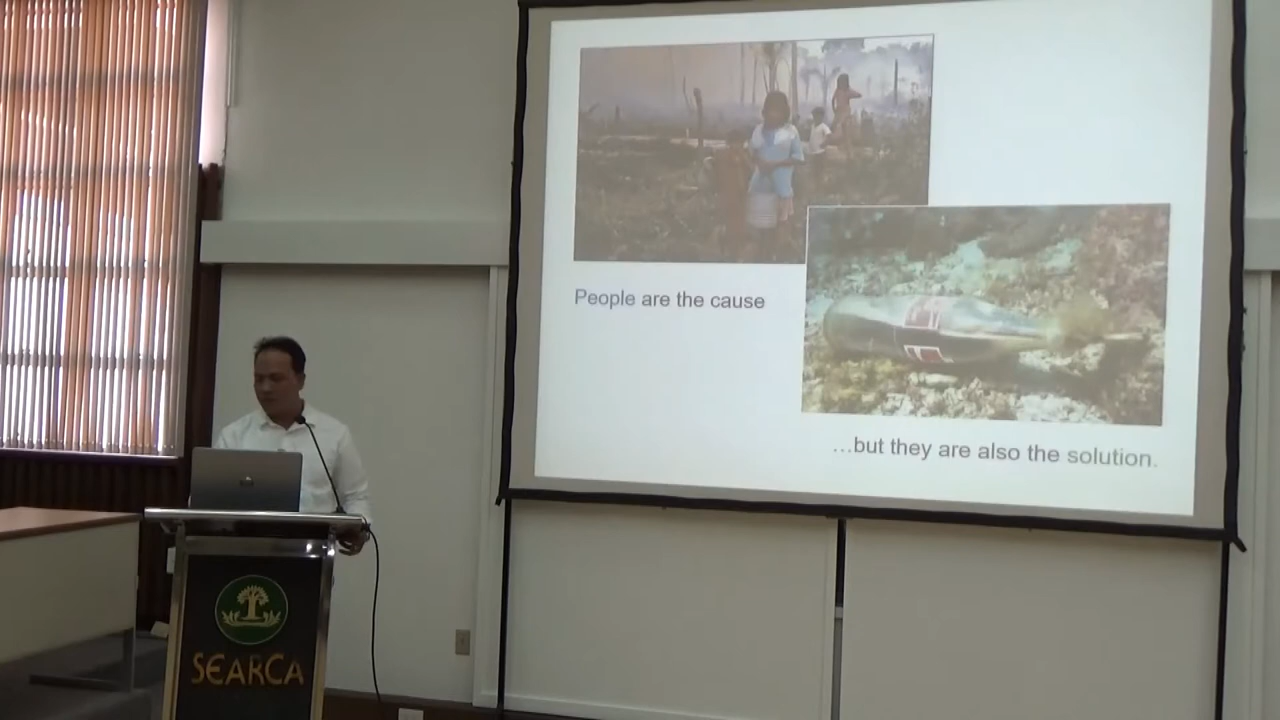 People are the cause
...but they are also the solution.
SEARCA